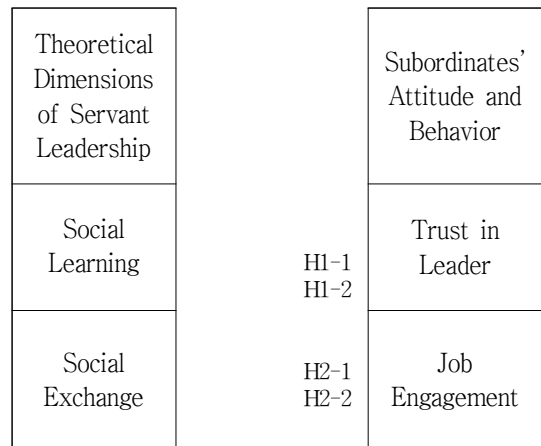 Theoretical
Dimensions
of Servant
Leadership
Subordinates’
Attitude and
Behavior
Social
Learning
H1-1
H1-2
Trust in
Leader
Social
Exchange
H2-1
H2-2
Job
Engagement